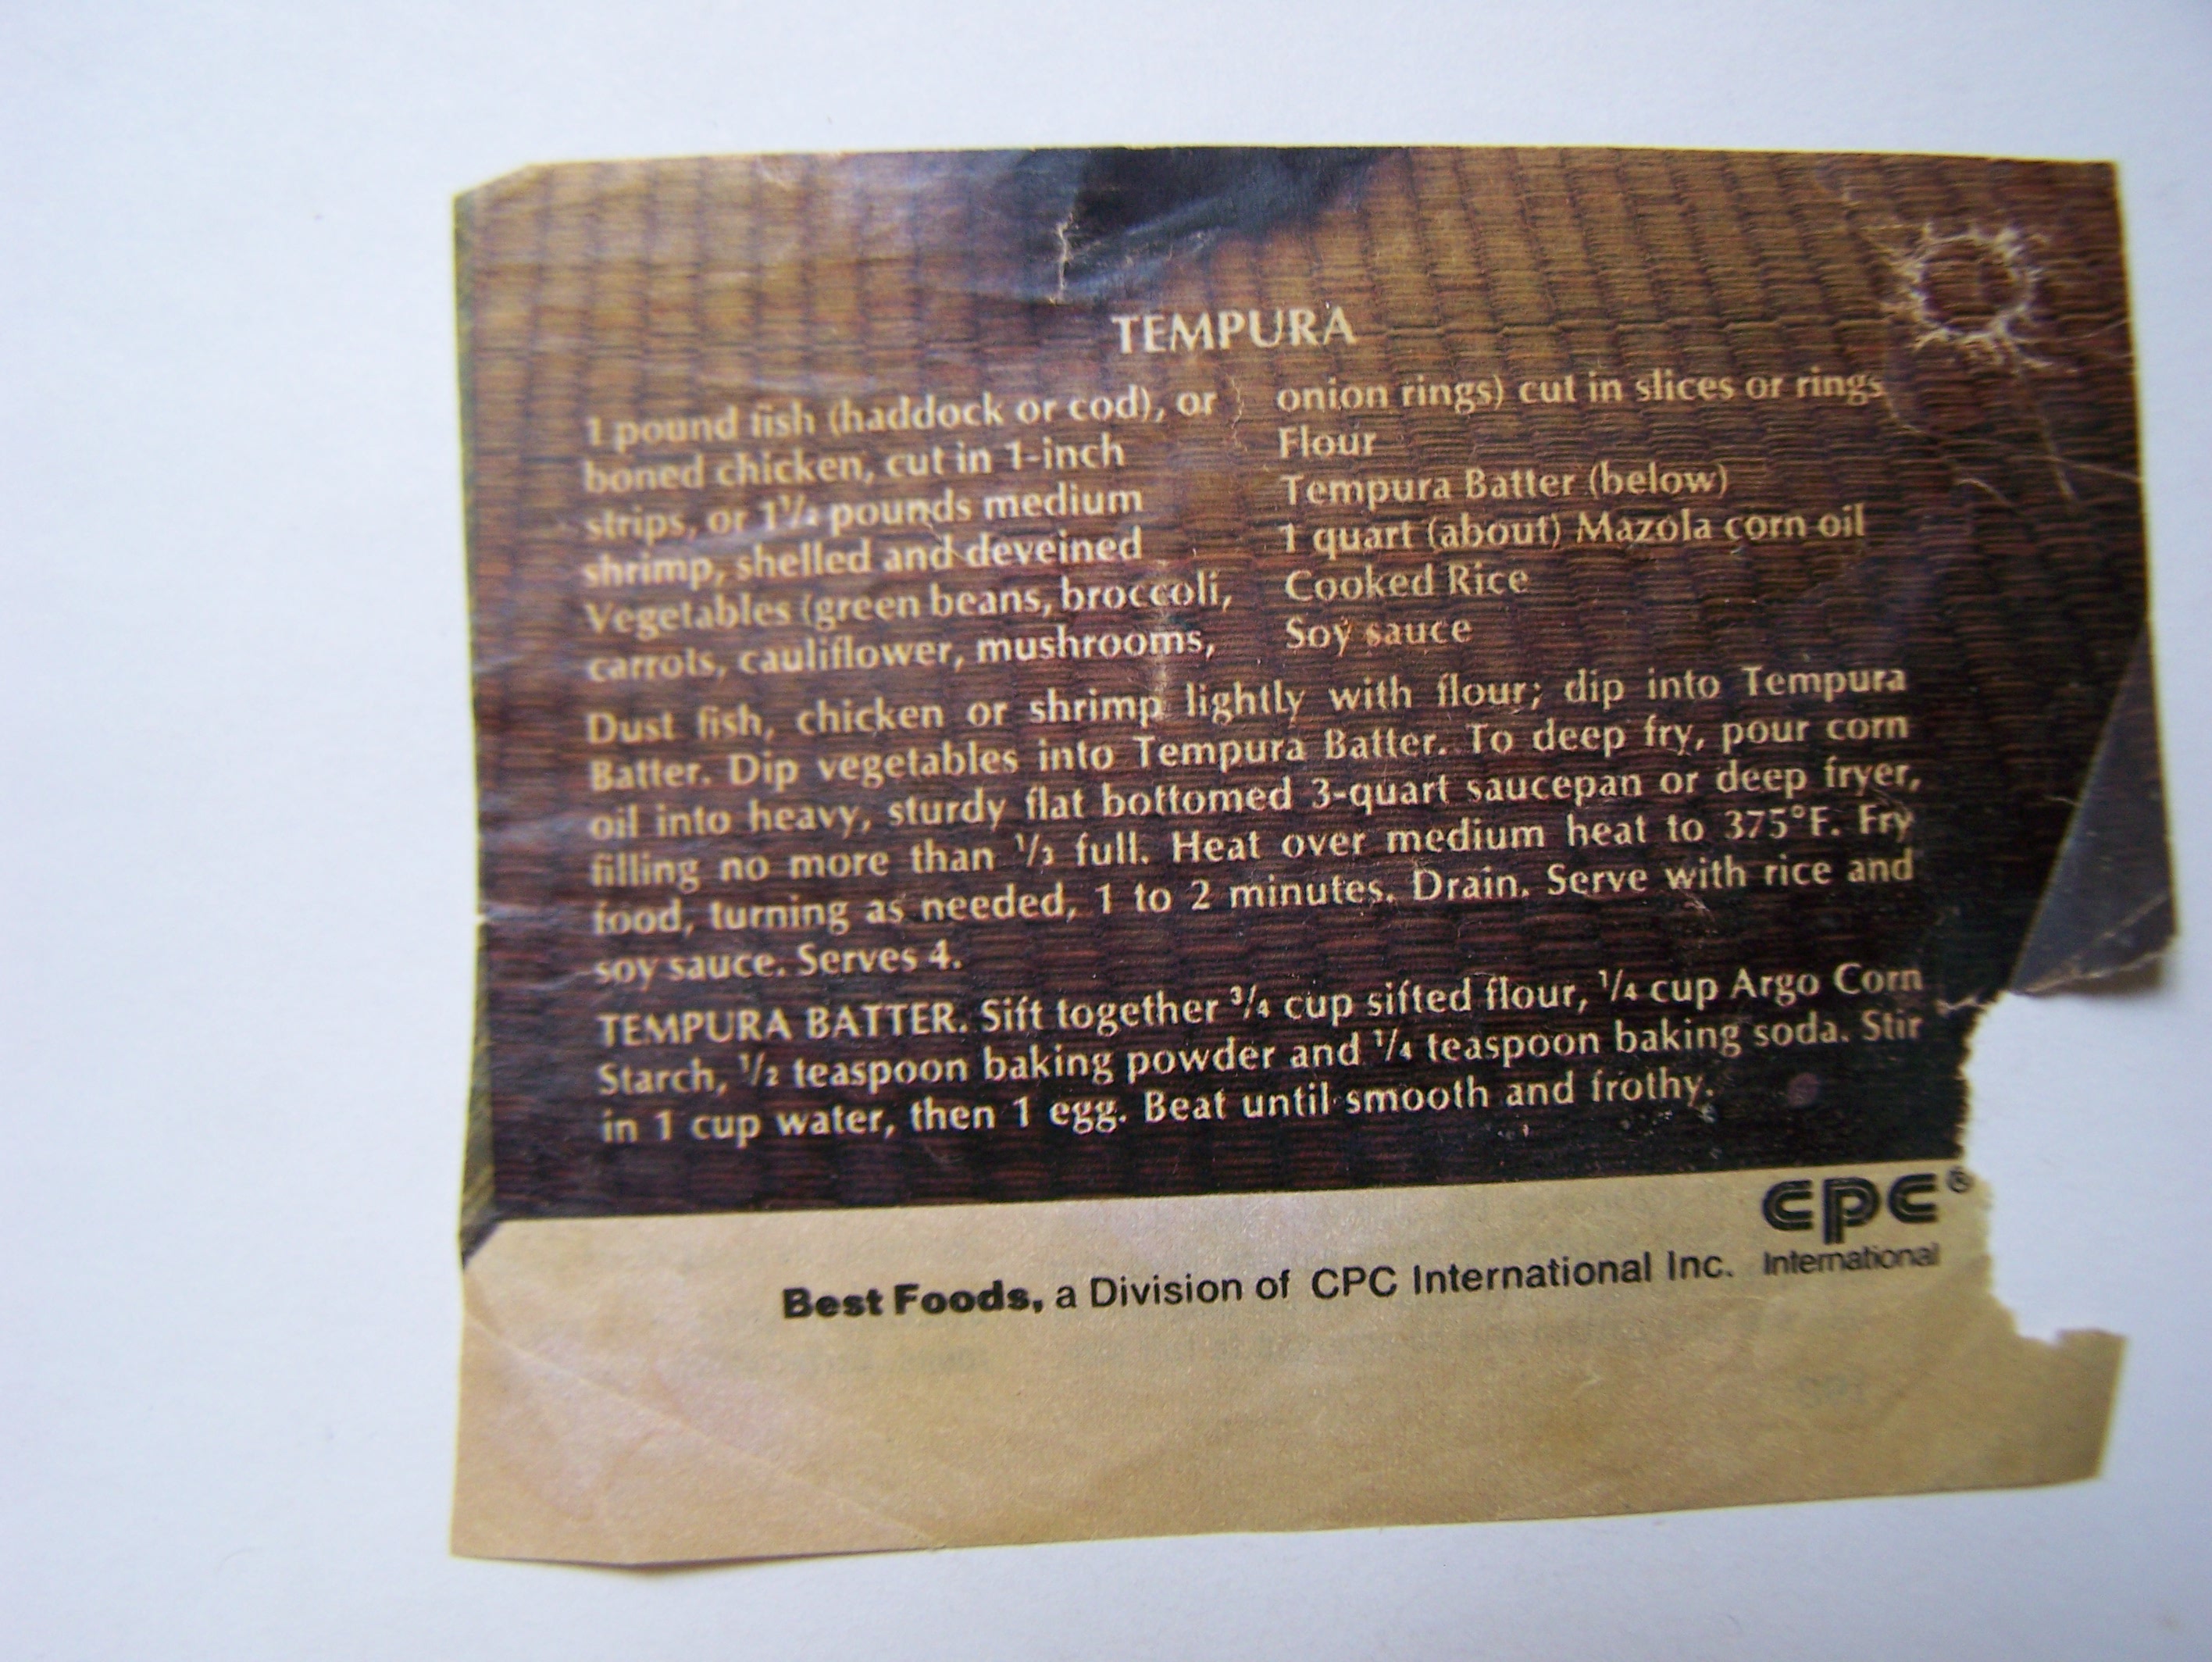 TEMPURA
1 pound fish (haddock or cod), or
boned chicken, cut in 1-inch
strips, or 1½ pounds medium
shrimp, shelled and deveined
Vegetables (green beans, broccoli,
carrots, cauliflower, mushrooms,
onion rings) cut in slices or rings
Flour
Tempura Batter (below)
1 quart (about) Mazola corn oil
Cooked Rice
Soy sauce
Dust fish, chicken or shrimp lightly with flour; dip into Tempura
Batter. Dip vegetables into Tempura Batter. To deep fry, pour corn
oil into heavy, sturdy flat bottomed 3-quart saucepan or deep fryer,
filling no more than 1/3 full. Heat over medium heat to 375°F. Fry
food, turning as needed, 1 to 2 minutes. Drain. Serve with rice and
soy sauce. Serves 4.
TEMPURA BATTER. Sift together 3/4 cup sifted flour, 1/4 cup Argo Corn
Starch, 1/2 teaspoon baking powder and 1/4 teaspoon baking soda. Stir
in 1 cup water, then 1 egg. Beat until smooth and frothy.
Best Foods, a Division of CPC International Inc.
cpc®
International